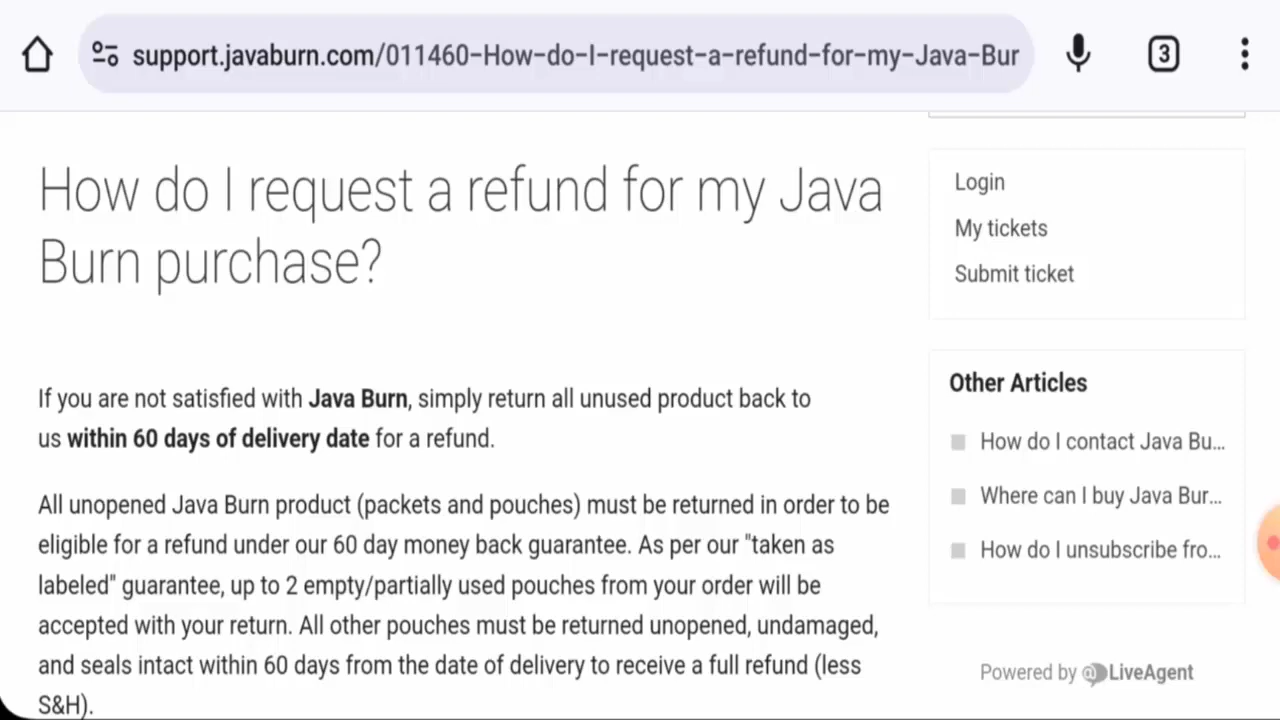 support.javaburn.com/011460-How-do-I-request-a-refund-for-my-Java-Bur
3
How do I request a refund for my Java
Burn purchase?
If you are not satisfied with Java Burn, simply return all unused product back to
us within 60 days of delivery date for a refund.
All unopened Java Burn product (packets and pouches) must be returned in order to be
eligible for a refund under our 60 day money back guarantee. As per our "taken as
labeled" guarantee, up to 2 empty/partially used pouches from your order will be
accepted with your return. All other pouches must be returned unopened, undamaged,
and seals intact within 60 days from the date of delivery to receive a full refund (less
S&H).
Login
My tickets
Submit ticket
Other Articles
How do I contact Java Bu...
Where can I buy Java Bur...
How do I unsubscribe fro...
Powered by LiveAgent